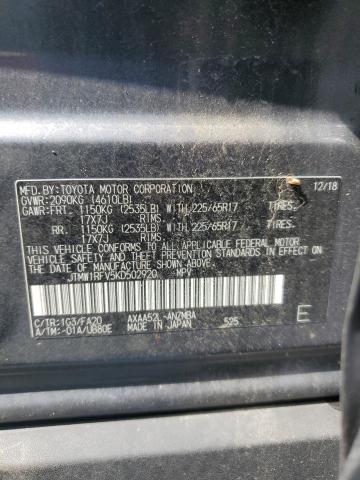 MFD.BY:TOYOTA MOTOR CORPORATION 12/18
GVWR:2090KG (4610LB)
GAWR:FRT. 1150KG (2535LB) WITH 225/65R17 TIRES.
17X7J RIMS.
RR. 1150KG (2535LB) WITH 225/65R17 TIRES.
17X7J RIMS.
THIS VEHICLE CONFORMS TO ALL APPLICABLE FEDERAL MOTOR
VEHICLE SAFETY, BUMPER, AND THEFT PREVENTION STANDARDS IN
EFFECT ON THE DATE OF MANUFACTURE SHOWN ABOVE.
JTMW1RFV5KD502920 MPV
C/TR:1G3/FA20 AXAA52L-ANZMBA 525
A/TM:-01A/UB80E MADE IN JAPAN
E